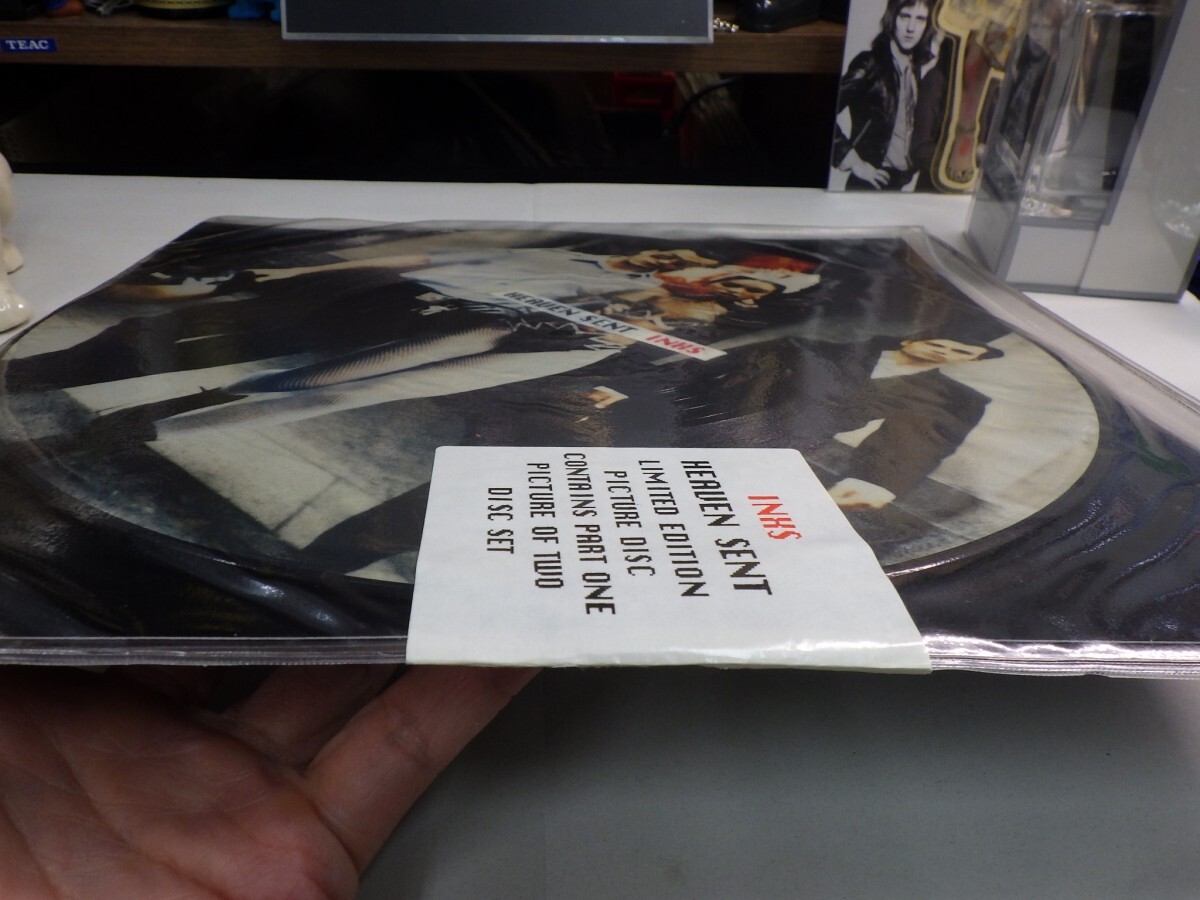 TEAC
HEAVEN SENT INXS
INXS
HEAVEN SENT
LIMITED EDITION
PICTURE DISC
CONTAINS PART ONE
PICTURE OF TWO
DISC SET